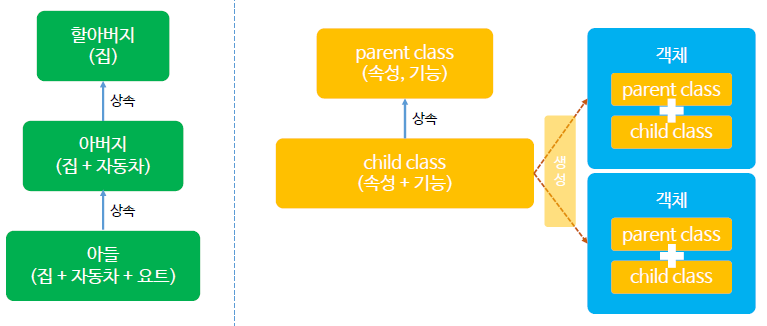 할아버지
(집)
상속
아버지
(집 + 자동차)
상속
아들
(집 + 자동차 + 요트)
parent class
(속성, 기능)
상속
child class
(속성 + 기능)
생
성
객체
parent class
child class
객체
parent class
child class